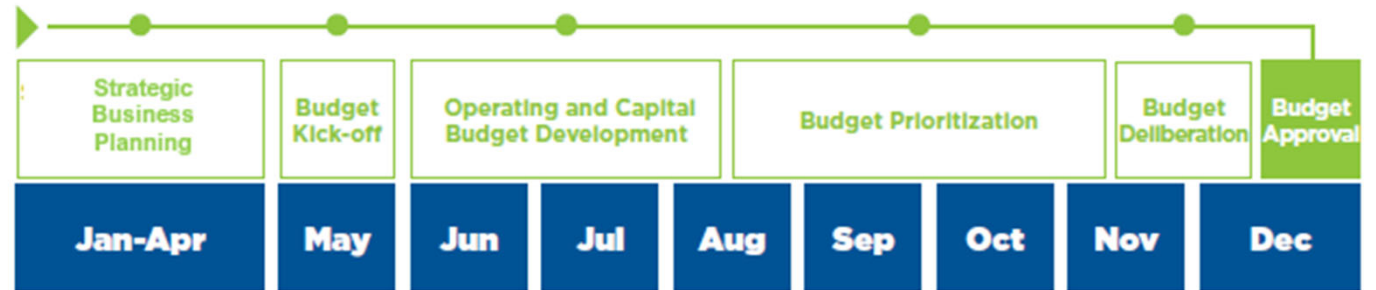 Strategic
Business
Planning
Budget
Kick-off
Operating and Capital
Budget Development
Budget Prioritization
Budget
Deliberation
Budget
Approval
Jan-Apr
May
Jun
Jul
Aug
Sep
Oct
Nov
Dec